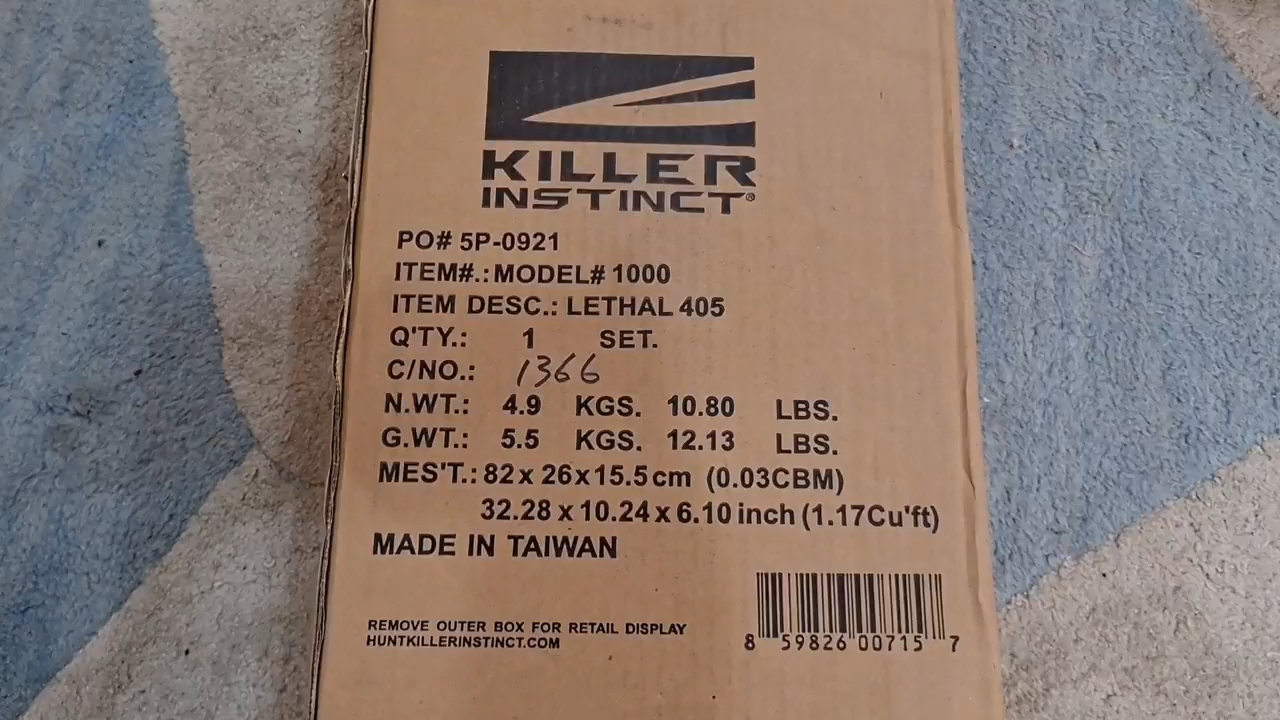 KILLER
INSTINCT®
PO# 5P-0921
ITEM#.: MODEL# 1000
ITEM DESC.: LETHAL 405
Q'TY.: 1 SET.
C/NO.: 1366
N.WT.: 4.9 KGS. 10.80 LBS.
G.WT.: 5.5 KGS. 12.13 LBS.
MES'T.: 82 x 26 x 15.5 cm (0.03CBM)
32.28 x 10.24 x 6.10 inch (1.17Cu'ft)
MADE IN TAIWAN
REMOVE OUTER BOX FOR RETAIL DISPLAY
HUNTKILLERINSTINCT.COM
8 59826 00715 7